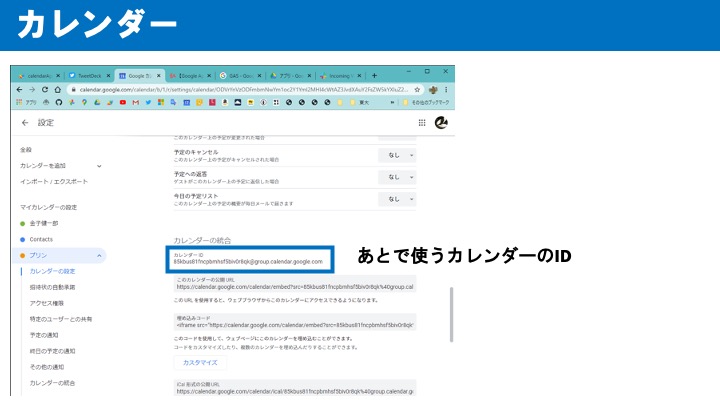 カレンダー
calendar.google.com/calendar/b/1/r/settings/calendar/
アプリ
東大
その他のブックマーク
設定
全般
カレンダーを追加
インポート / エクスポート
マイカレンダーの設定
金子健一郎
Contacts
プリン
カレンダーの設定
招待状の自動承諾
アクセス権限
特定のユーザーとの共有
予定の通知
終日の予定の通知
その他の通知
カレンダーの統合
このカレンダー上の予定が変更された場合
予定のキャンセル
このカレンダー上の予定がキャンセルされた場合
なし
予定への返答
ゲストがこのカレンダー上の予定に返信した場合
なし
今日の予定リスト
このカレンダー上の予定の概要が毎日メールで届きます
なし
カレンダーの統合
カレンダー ID
85kbus81fncpbmhsf5biv0r8qk@group.calendar.google.com
あとで使うカレンダーのID
このカレンダーの公開 URL
https://calendar.google.com/calendar/embed?src=85kbus81fncpbmhsf5biv0r8qk%40group.cal
この URL を使用すると、ウェブブラウザからこのカレンダーにアクセスできるようになります。
埋め込みコード
<iframe src="https://calendar.google.com/calendar/embed?src=85kbus81fncpbmhsf5biv0r8qk
このコードを使用して、ウェブページにこのカレンダーを埋め込むことができます。
コードをカスタマイズしたり、複数のカレンダーを埋め込んだりすることができます。
カスタマイズ
iCal 形式の公開 URL
https://calendar.google.com/calendar/ical/85kbus81fncpbmhsf5biv0r8qk%40group.calendar.go